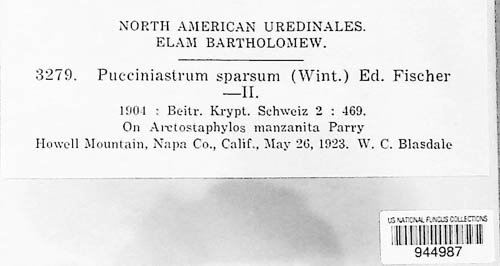 NORTH AMERICAN UREDINALES.
ELAM BARTHOLOMEW.
3279. Pucciniastrum sparsum (Wint.) Ed. Fischer
—II.
1904 : Beitr. Krypt. Schweiz 2 : 469.
On Arctostaphylos manzanita Parry
Howell Mountain, Napa Co., Calif., May 26, 1923. W. C. Blasdale
US NATIONAL FUNGUS COLLECTIONS
944987